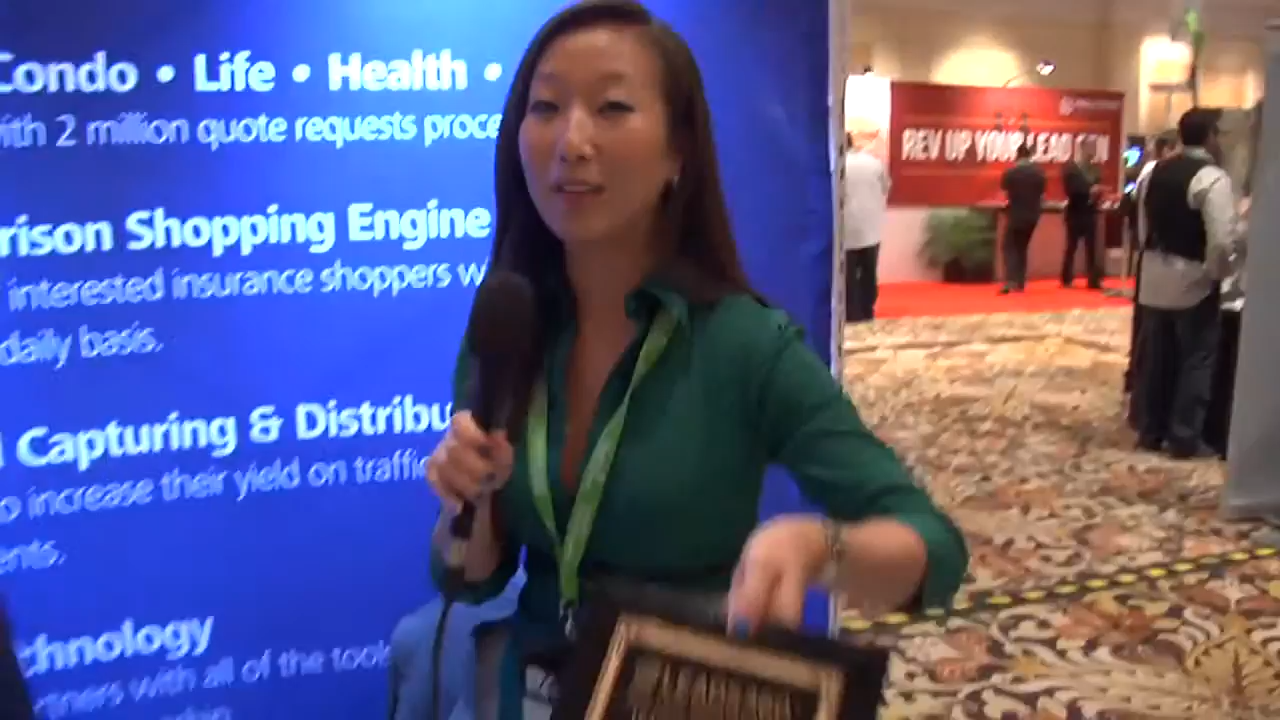 Condo • Life • Health •
with 2 million quote requests proce
rison Shopping Engine
interested insurance shoppers w
daily basis.
Capturing & Distribu
o increase their yield on traffic
ents.
chnology
rtners with all of the tools
REV UP YOUR LEAD GEN